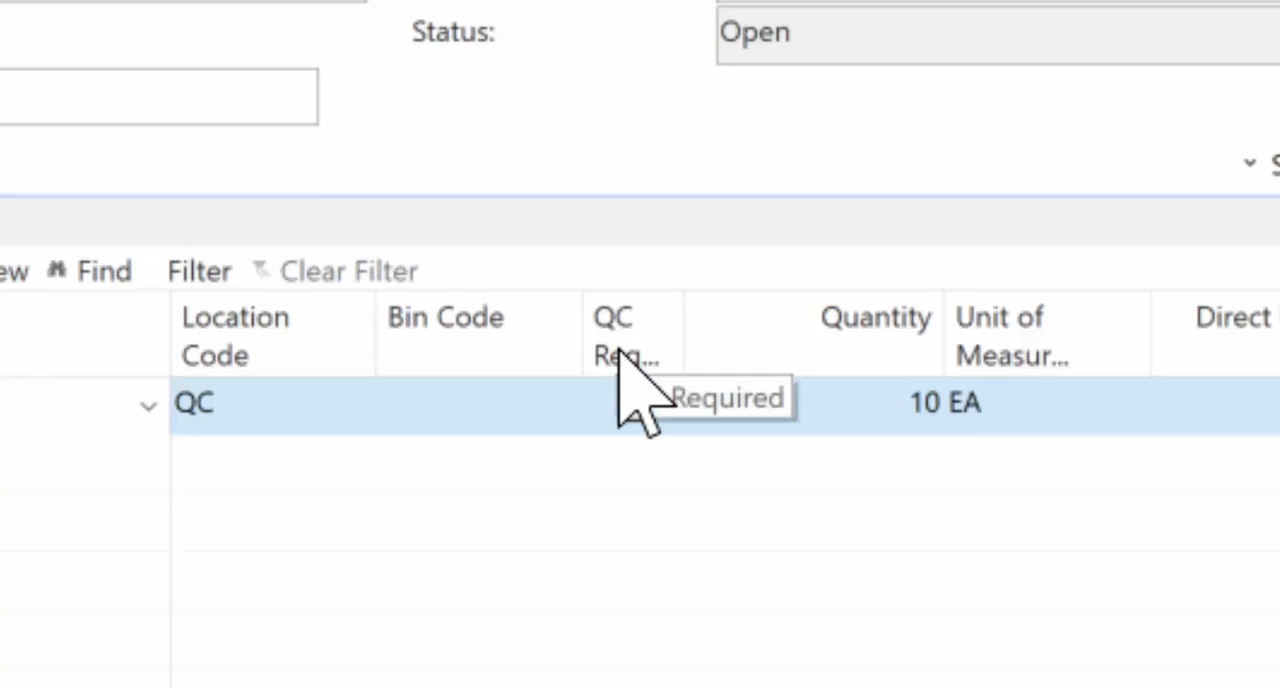 Status:
Open
Find
Filter
Clear Filter
Location
Code
Bin Code
QC
Req...
Quantity
Unit of
Measur...
Direct
QC
Required
10
EA